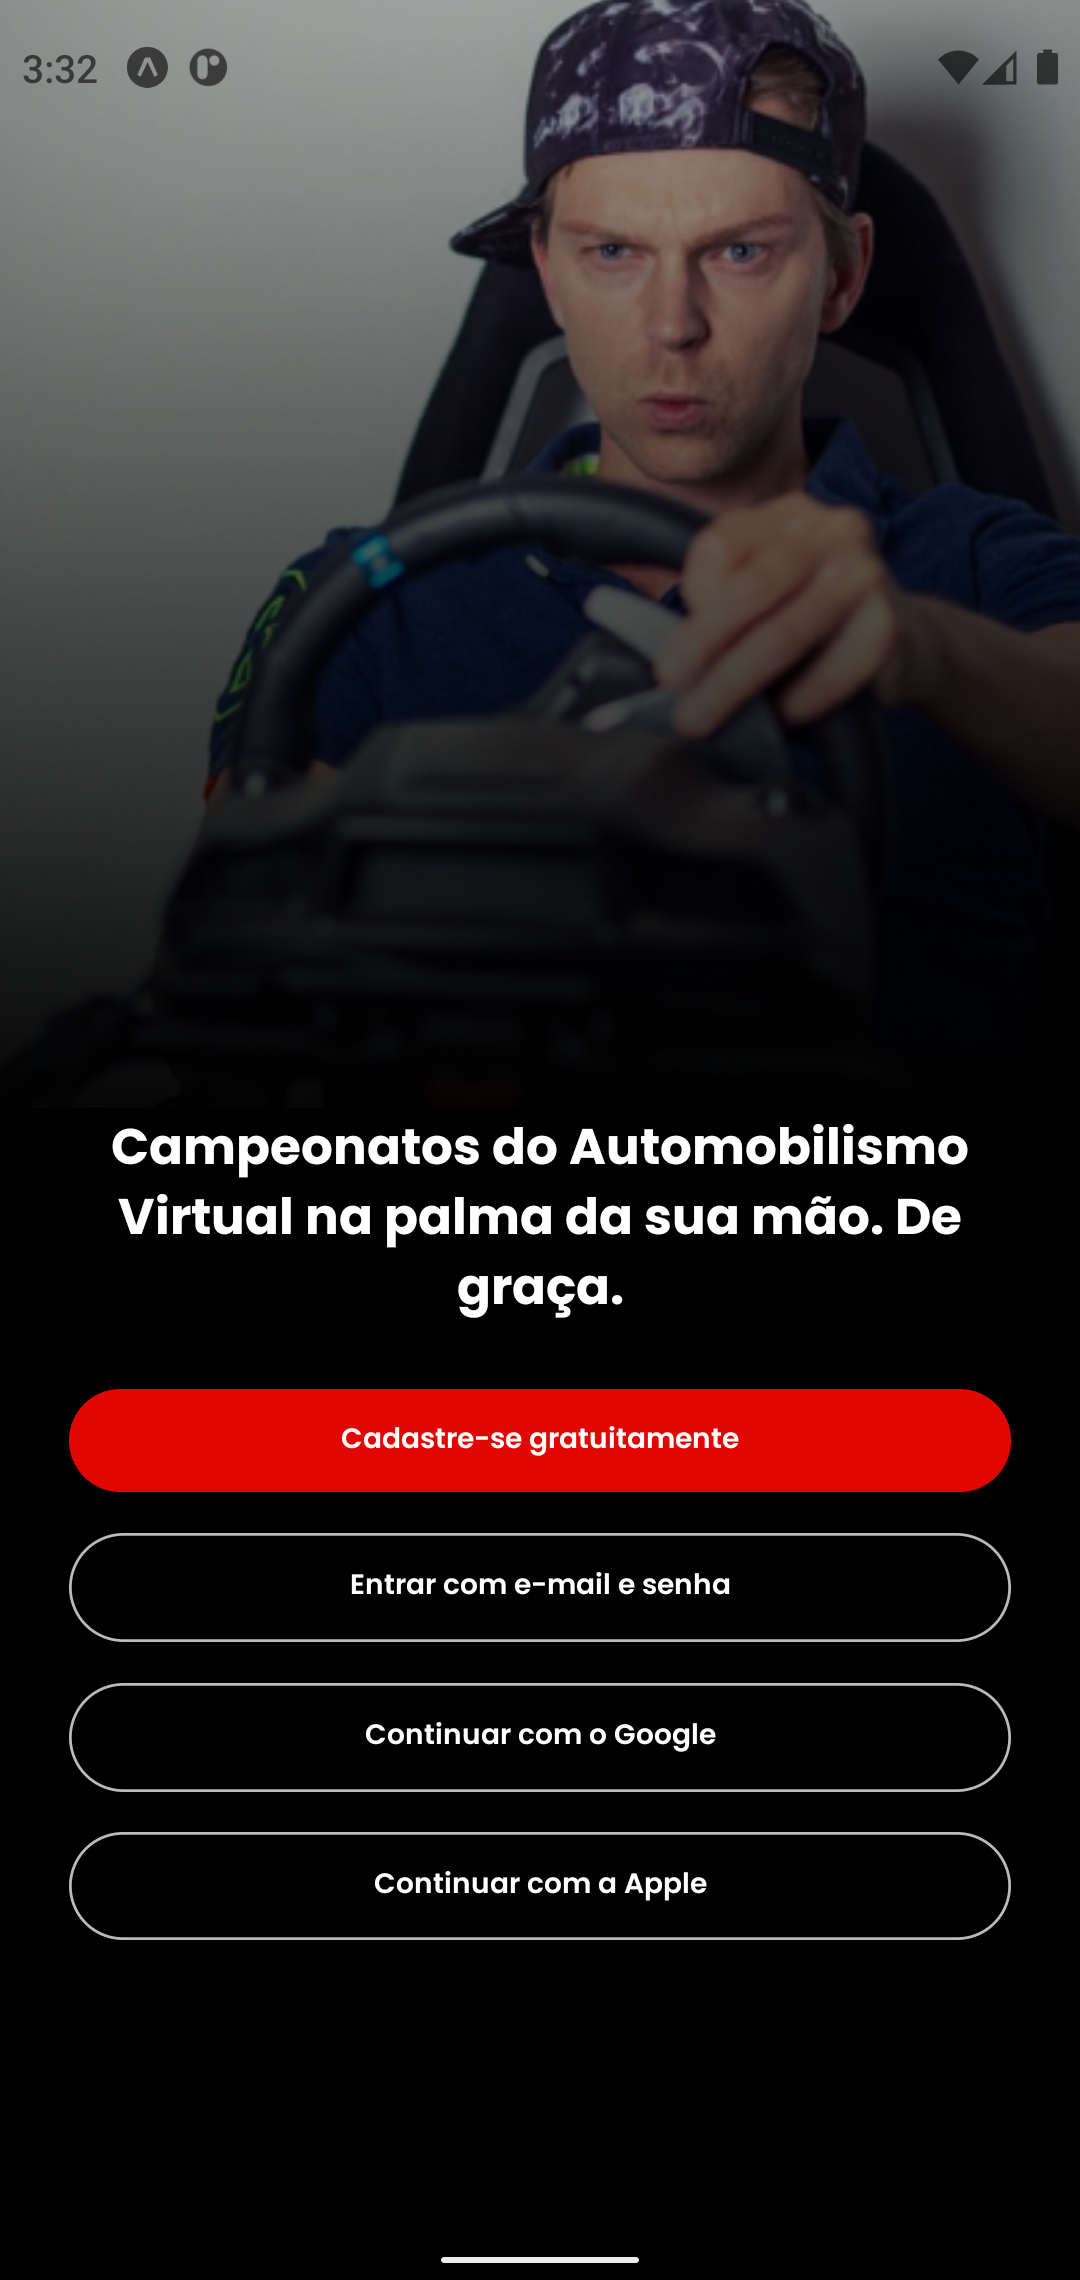 3:32
Campeonatos do Automobilismo
Virtual na palma da sua mão. De
graça.
Cadastre-se gratuitamente
Entrar com e-mail e senha
Continuar com o Google
Continuar com a Apple